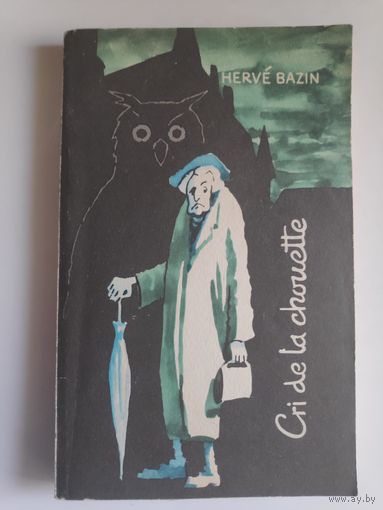 HERVÉ BAZIN
Cri de la chouette
www.ay.by